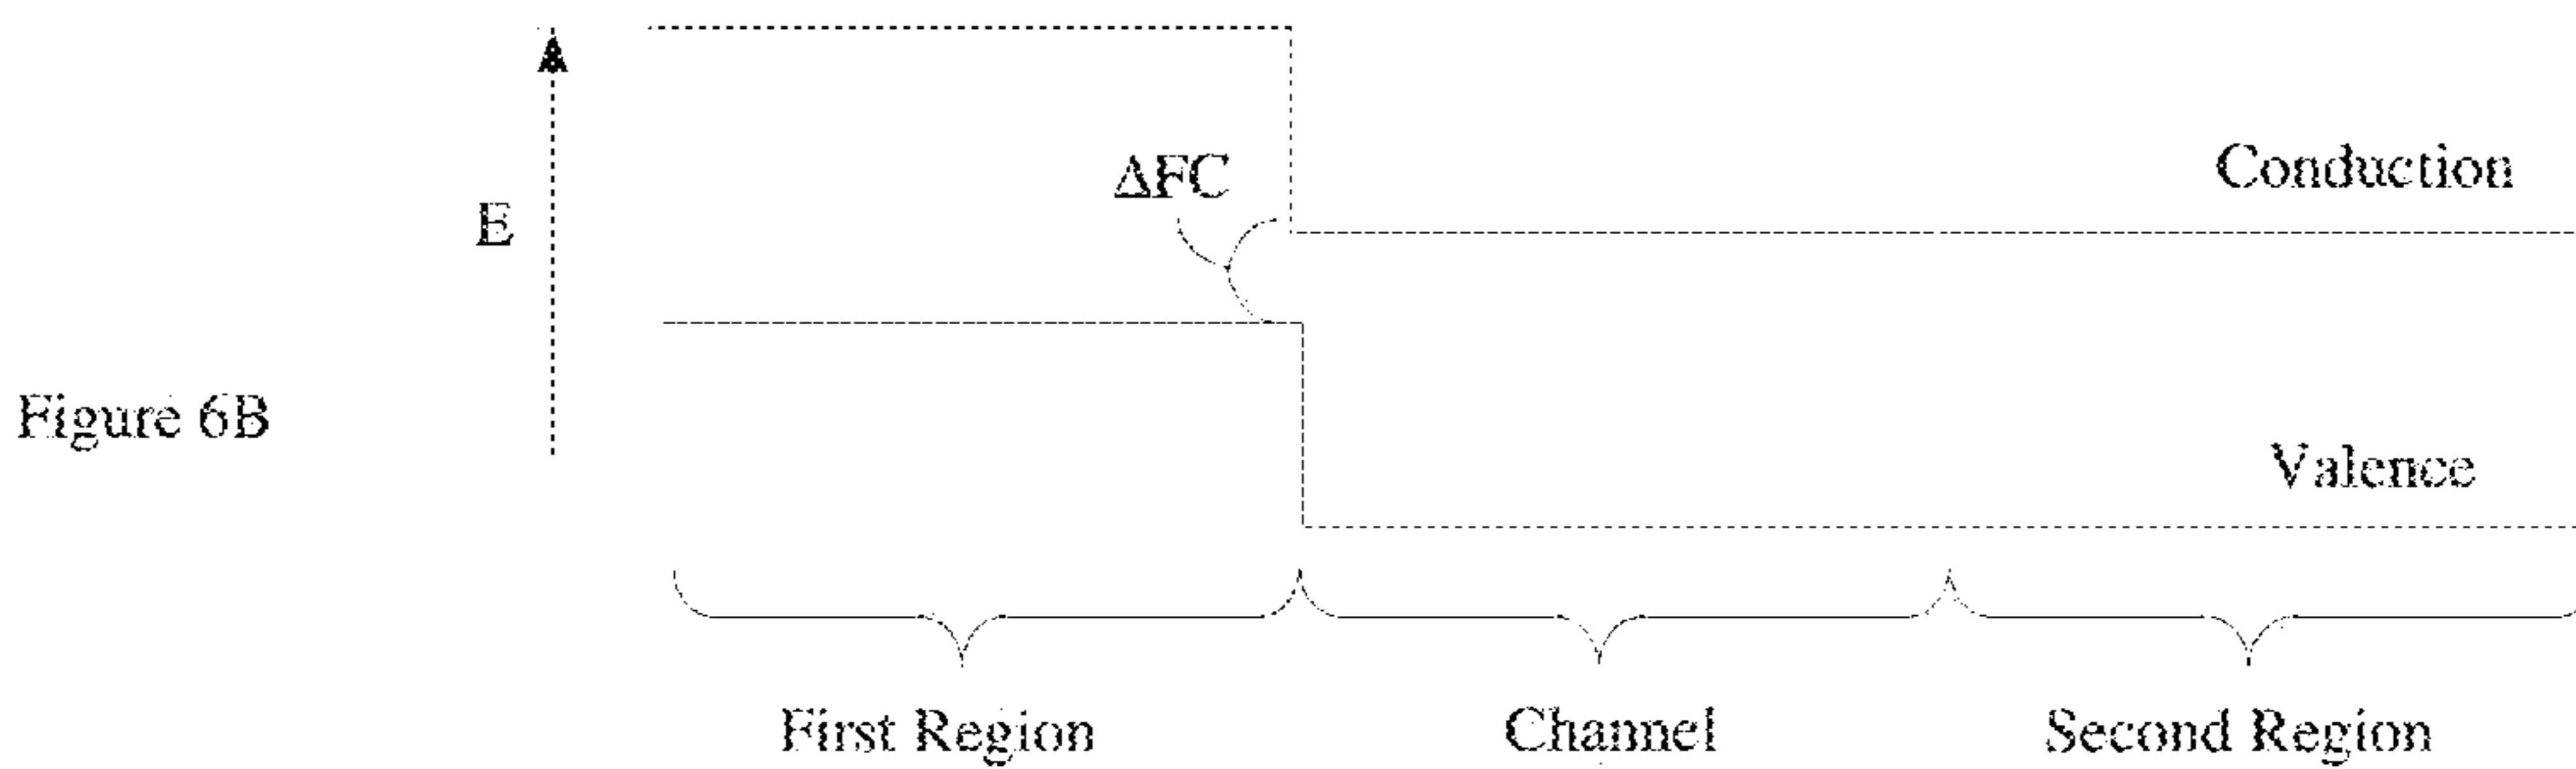 ΔFC
Conduction
E
Figure 6B
Valence
First Region
Channel
Second Region